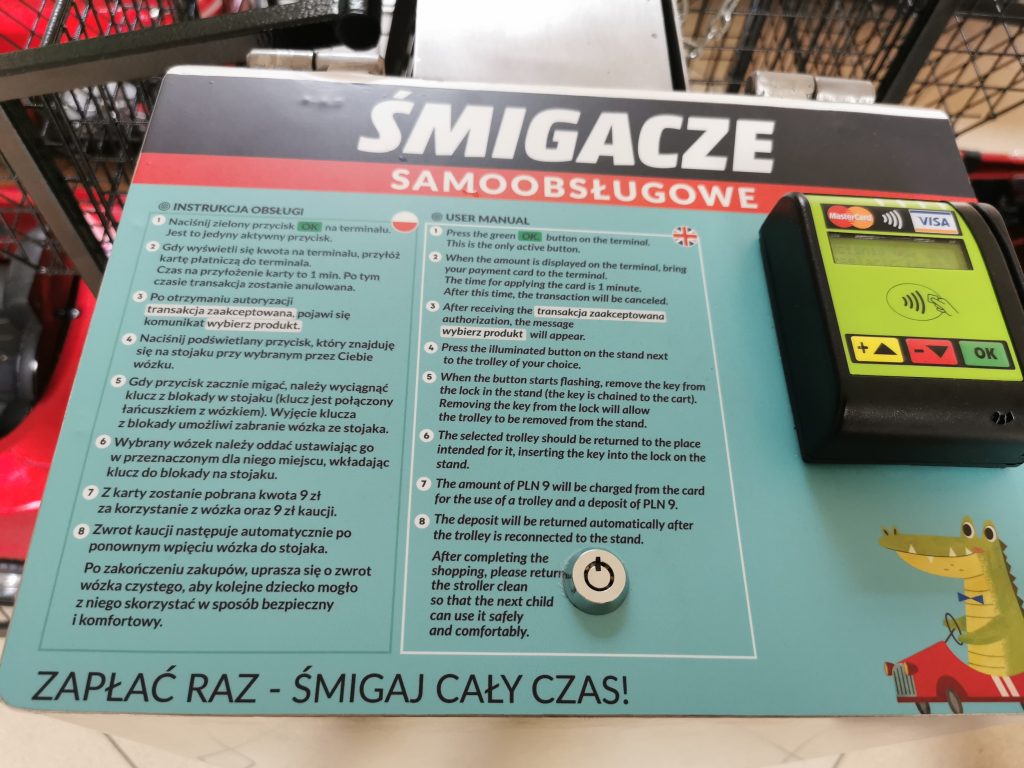 ŚMIGACZE
SAMOOBSŁUGOWE
INSTRUKCJA OBSŁUGI
1 Naciśnij zielony przycisk OK na terminalu.
Jest to jedyny aktywny przycisk.
2 Gdy wyświetli się kwota na terminalu, przyłóż
kartę płatniczą do terminala.
Czas na przyłożenie karty to 1 min. Po tym
czasie transakcja zostanie anulowana.
3 Po otrzymaniu autoryzacji
transakcja zaakceptowana, pojawi się
komunikat wybierz produkt.
4 Naciśnij podświetlany przycisk, który znajduję
się na stojaku przy wybranym przez Ciebie
wózku.
5 Gdy przycisk zacznie migać, należy wyciągnąć
klucz z blokady w stojaku (klucz jest połączony
łańcuszkiem z wózkiem). Wyjęcie klucza
z blokady umożliwi zabranie wózka ze stojaka.
6 Wybrany wózek należy oddać ustawiając go
w przeznaczonym dla niego miejscu, wkładając
klucz do blokady na stojaku.
7 Z karty zostanie pobrana kwota 9 zł
za korzystanie z wózka oraz 9 zł kaucji.
8 Zwrot kaucji następuje automatycznie po
ponownym wpięciu wózka do stojaka.
Po zakończeniu zakupów, uprasza się o zwrot
wózka czystego, aby kolejne dziecko mogło
z niego skorzystać w sposób bezpieczny
i komfortowy.
USER MANUAL
1 Press the green OK button on the terminal.
This is the only active button.
2 When the amount is displayed on the terminal, bring
your payment card to the terminal.
The time for applying the card is 1 minute.
After this time, the transaction will be canceled.
3 After receiving the transakcja zaakceptowana
authorization, the message
wybierz produkt will appear.
4 Press the illuminated button on the stand next
to the trolley of your choice.
5 When the button starts flashing, remove the key from
the lock in the stand (the key is chained to the cart).
Removing the key from the lock will allow
the trolley to be removed from the stand.
6 The selected trolley should be returned to the place
intended for it, inserting the key into the lock on the
stand.
7 The amount of PLN 9 will be charged from the card
for the use of a trolley and a deposit of PLN 9.
8 The deposit will be returned automatically after
the trolley is reconnected to the stand.
After completing the
shopping, please return
the stroller clean
so that the next child
can use it safely
and comfortably.
MasterCard VISA
+ - OK
ZAPŁAĆ RAZ - ŚMIGAJ CAŁY CZAS!